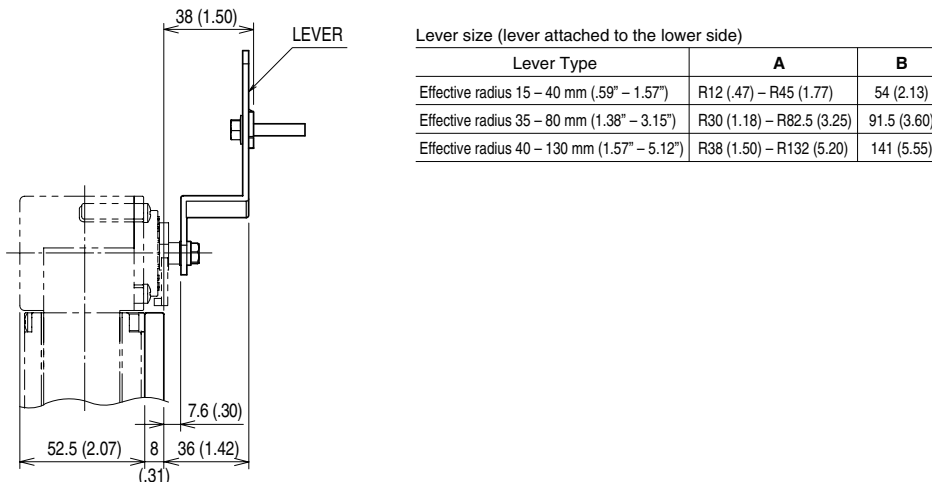 38 (1.50)
LEVER
7.6 (.30)
52.5 (2.07)
8
36 (1.42)
(.31)
Lever size (lever attached to the lower side)
Lever Type A B
Effective radius 15 – 40 mm (.59” – 1.57”) R12 (.47) – R45 (1.77) 54 (2.13)
Effective radius 35 – 80 mm (1.38” – 3.15”) R30 (1.18) – R82.5 (3.25) 91.5 (3.60)
Effective radius 40 – 130 mm (1.57” – 5.12”) R38 (1.50) – R132 (5.20) 141 (5.55)